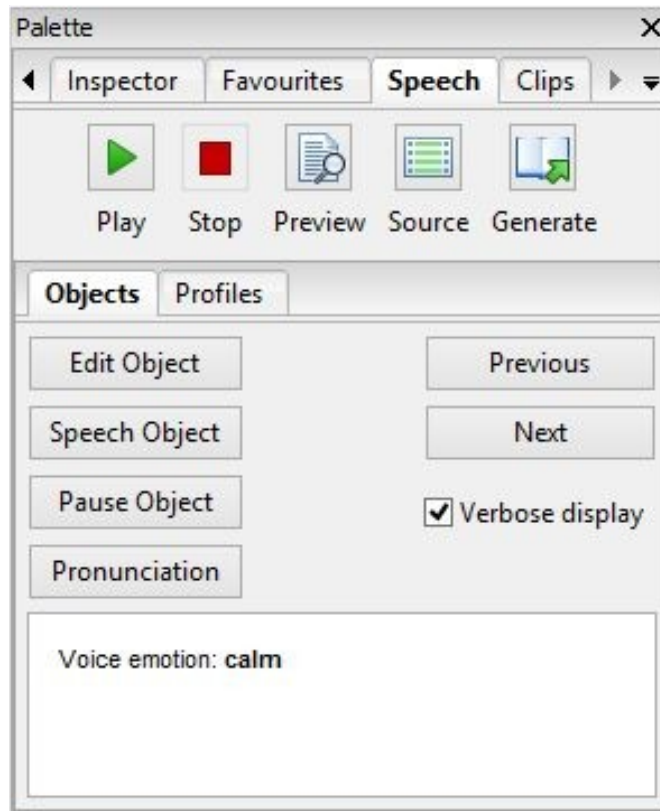 Palette
Inspector Favourites Speech Clips
Play Stop Preview Source Generate
Objects Profiles
Edit Object Previous
Speech Object Next
Pause Object Verbose display
Pronunciation
Voice emotion: calm